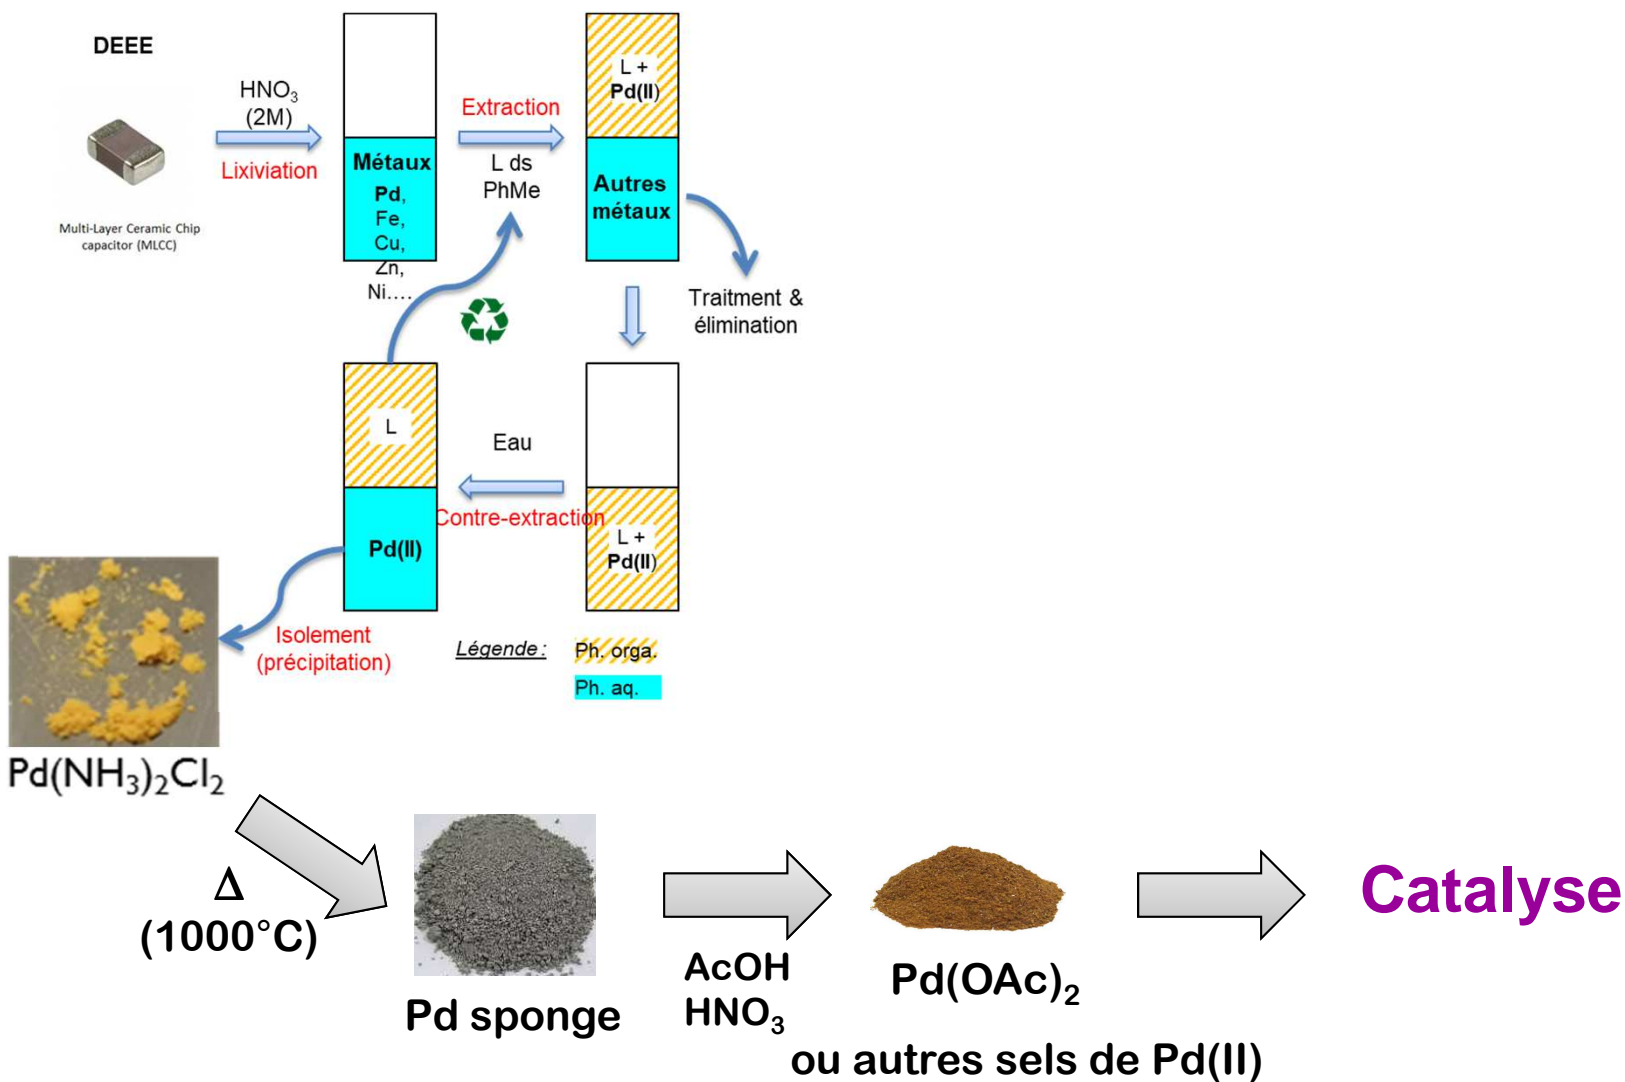 DEEE
Multi-Layer Ceramic Chip
capacitor (MLCC)
HNO₃
(2M)
Lixiviation
Métaux
Pd,
Fe,
Cu,
Zn,
Ni....
Extraction
L ds
PhMe
L +
Pd(II)
Autres
métaux
Traitment &
élimination
L +
Pd(II)
Eau
Contre-extraction
L
Pd(II)
Isolement
(précipitation)
Légende :
Ph. orga.
Ph. aq.
Pd(NH₃)₂Cl₂
Δ
(1000°C)
Pd sponge
AcOH
HNO₃
Pd(OAc)₂
ou autres sels de Pd(II)
Catalyse